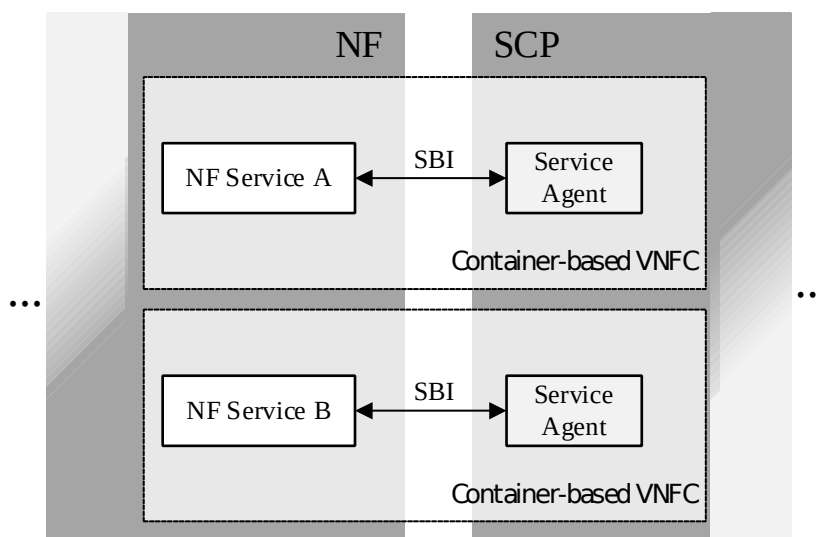 NF SCP
NF Service A
SBI
Service
Agent
Container-based VNFC
...
..
NF Service B
SBI
Service
Agent
Container-based VNFC